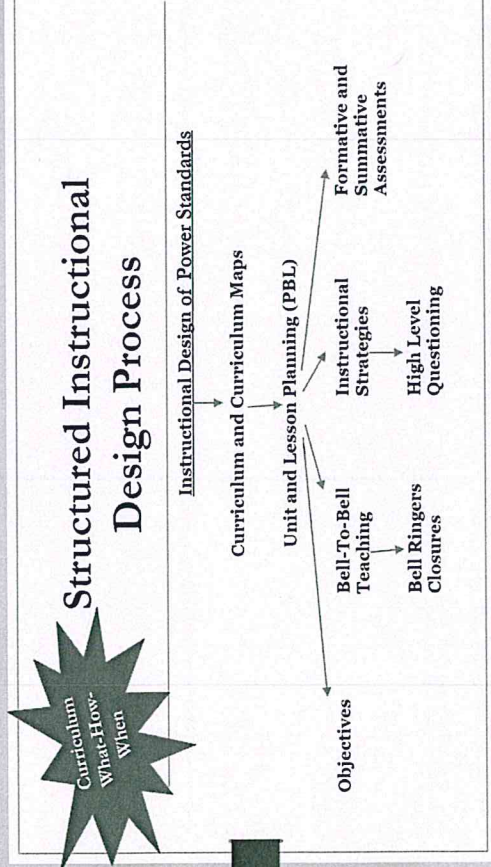 Curriculum
What-How-
When
Structured Instructional
Design Process
Instructional Design of Power Standards
Curriculum and Curriculum Maps
Unit and Lesson Planning (PBL)
Objectives
Bell-To-Bell
Teaching
Bell Ringers
Closures
Instructional
Strategies
High Level
Questioning
Formative and
Summative
Assessments